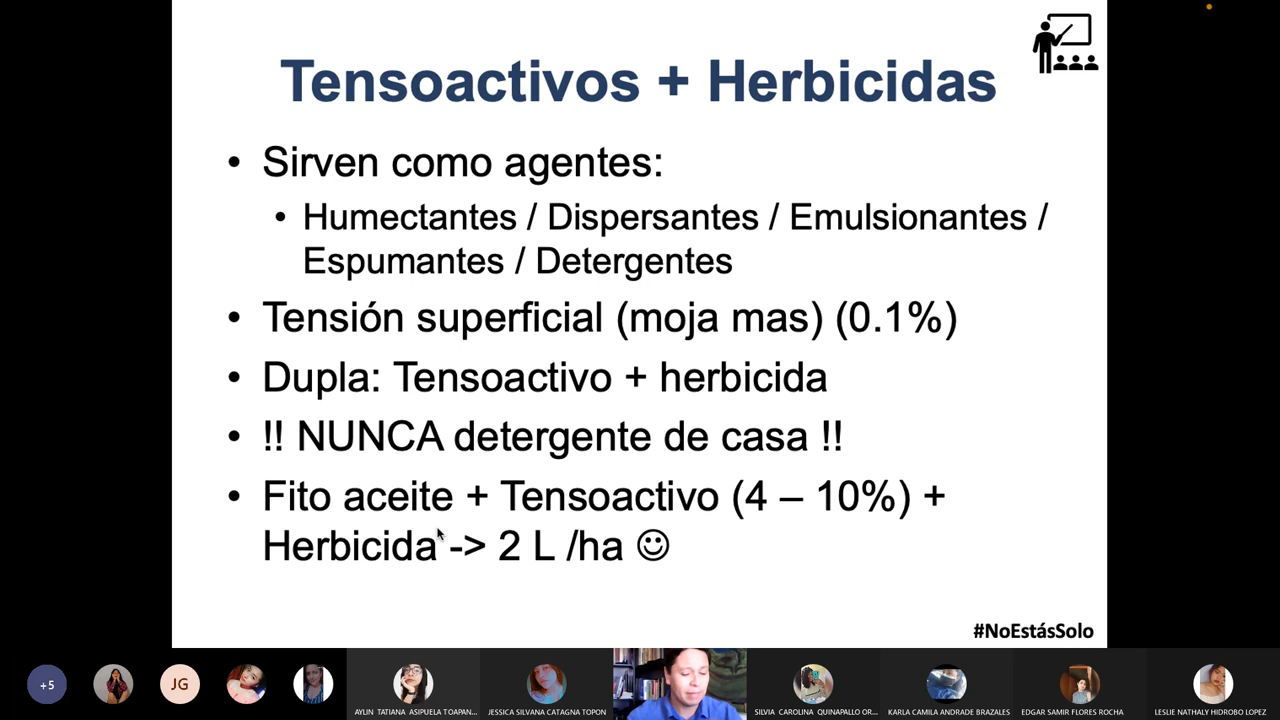 Tensoactivos + Herbicidas
• Sirven como agentes:
• Humectantes / Dispersantes / Emulsionantes /
Espumantes / Detergentes
• Tensión superficial (moja mas) (0.1%)
• Dupla: Tensoactivo + herbicida
• !! NUNCA detergente de casa !!
• Fito aceite + Tensoactivo (4 – 10%) +
Herbicida -> 2 L /ha ☺
#NoEstásSolo
+5
JG
AYLIN TATIANA ASIPUELA TOAPAN...
JESSICA SILVANA CATAGNA TOPON
SILVIA CAROLINA QUINAPALLO OR...
KARLA CAMILA ANDRADE BRAZALES
EDGAR SAMIR FLORES ROCHA
LESLIE NATHALY HIDROBO LOPEZ